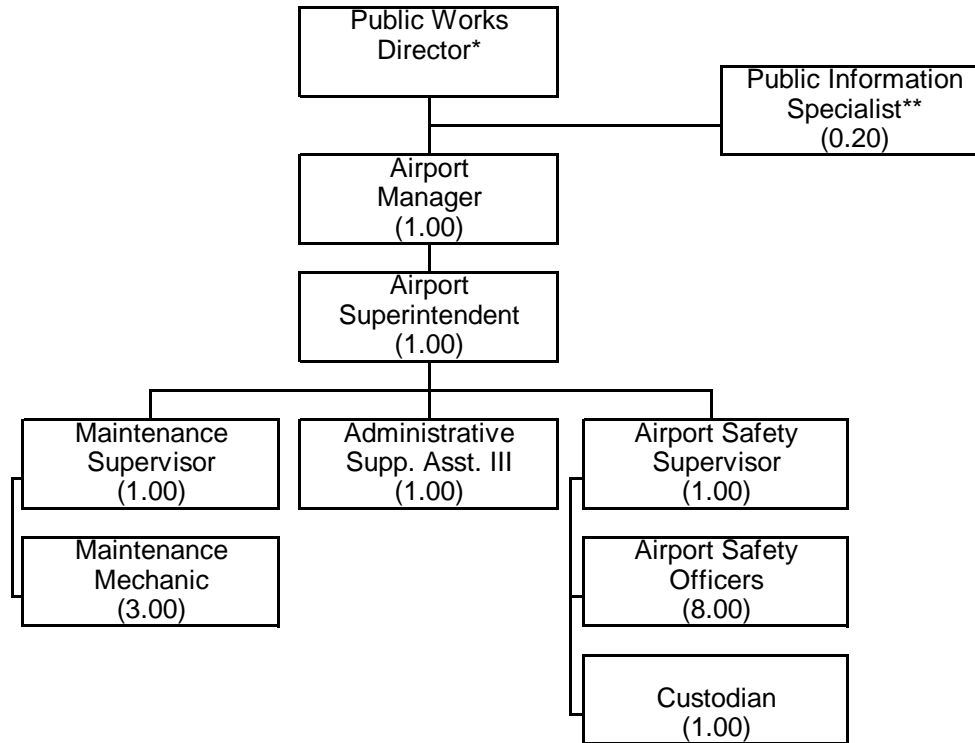 Public Works
Director*
Public Information
Specialist**
(0.20)
Airport
Manager
(1.00)
Airport
Superintendent
(1.00)
Maintenance
Supervisor
(1.00)
Administrative
Supp. Asst. III
(1.00)
Airport Safety
Supervisor
(1.00)
Maintenance
Mechanic
(3.00)
Airport Safety
Officers
(8.00)
Custodian
(1.00)